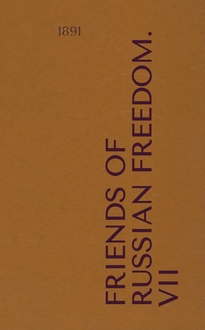 1891
FRIENDS OF
RUSSIAN FREEDOM.
VII